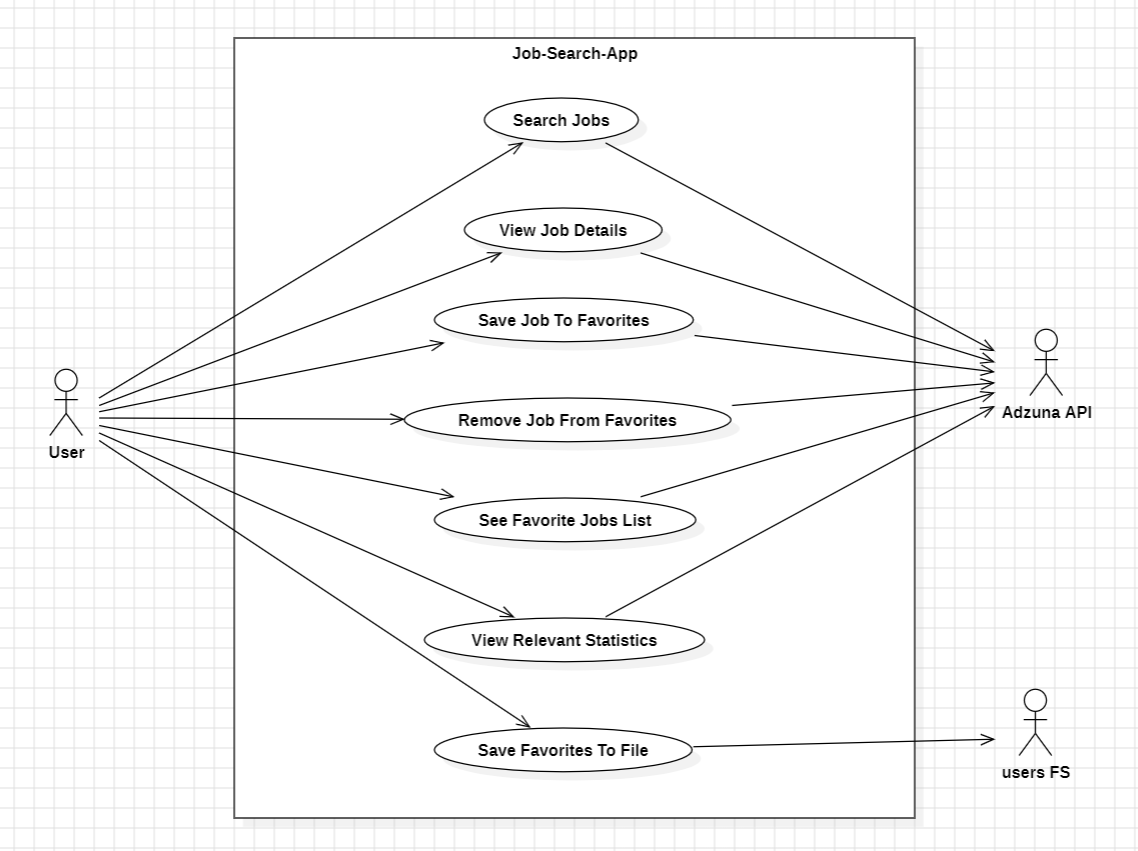 Job-Search-App
Search Jobs
View Job Details
Save Job To Favorites
Remove Job From Favorites
See Favorite Jobs List
View Relevant Statistics
Save Favorites To File
User
Adzuna API
users FS